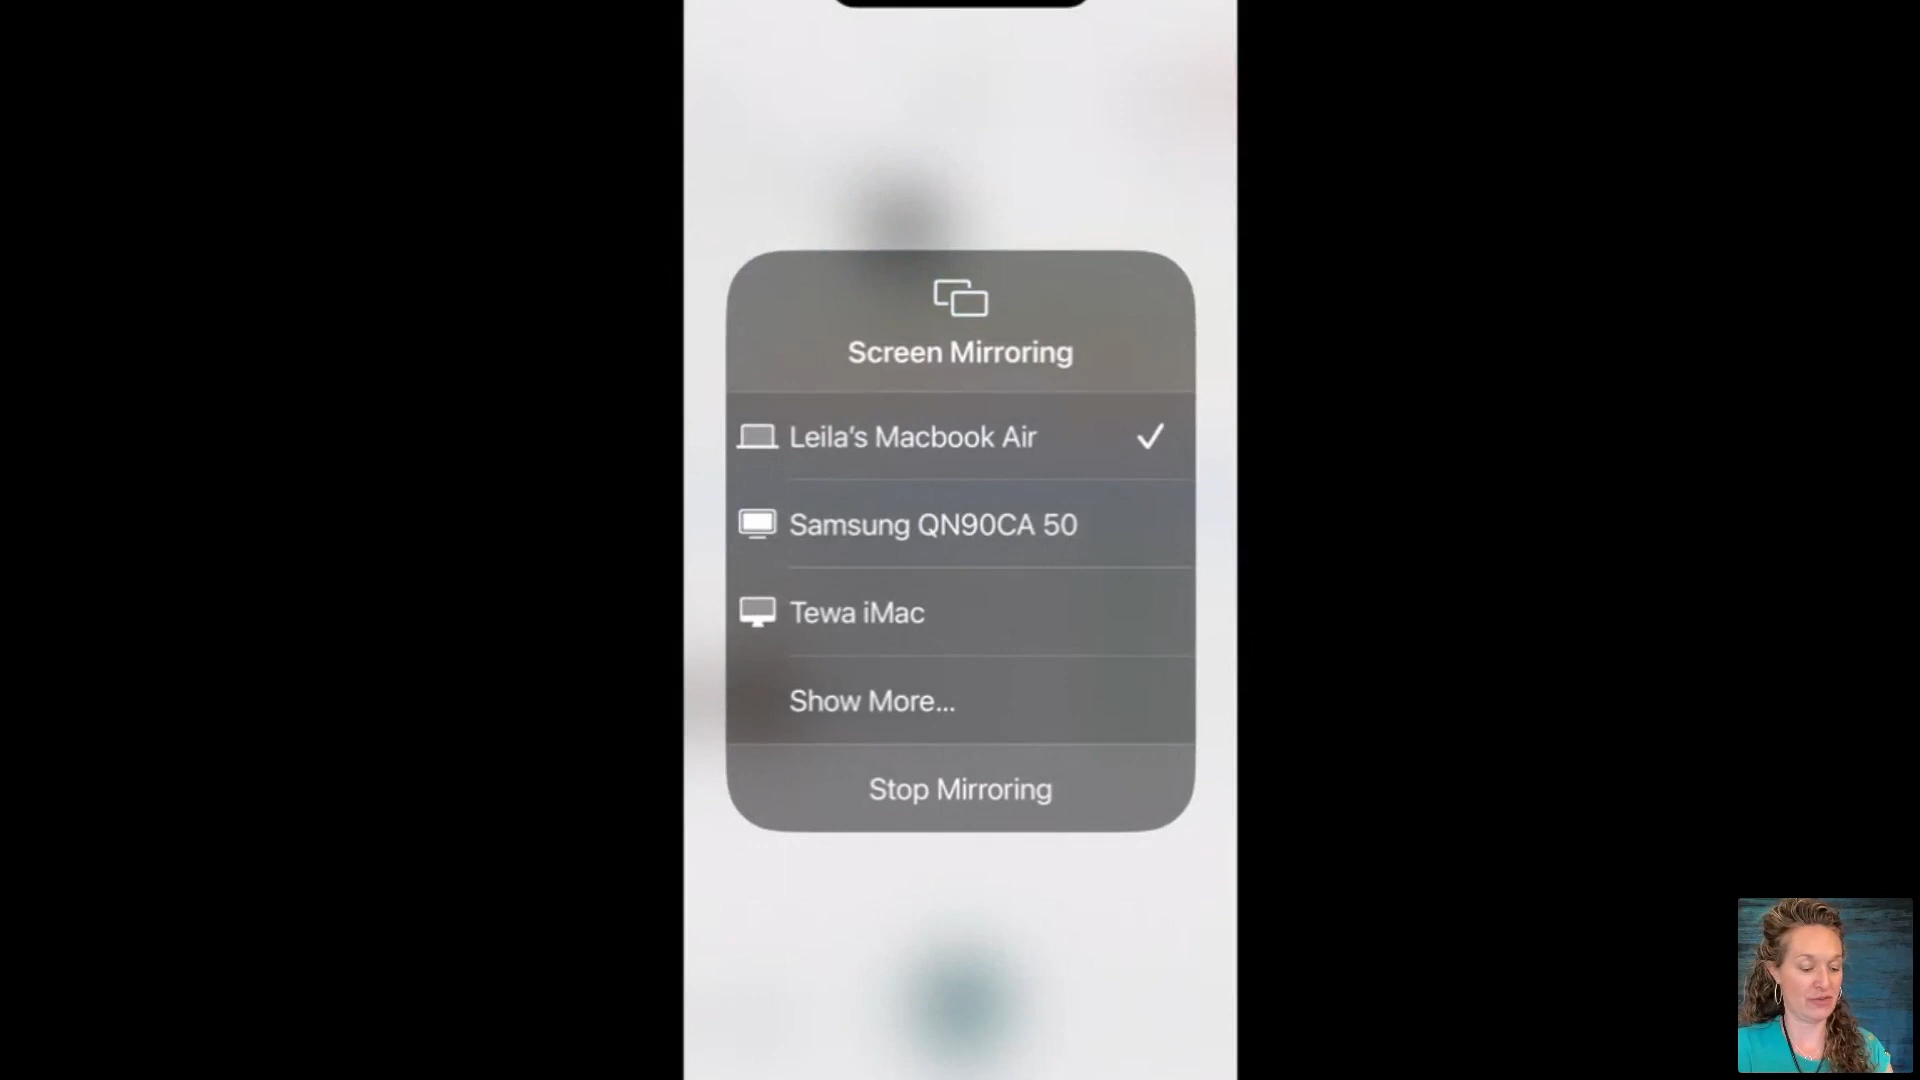 Screen Mirroring
Leila's Macbook Air
Samsung QN90CA 50
Tewa iMac
Show More...
Stop Mirroring